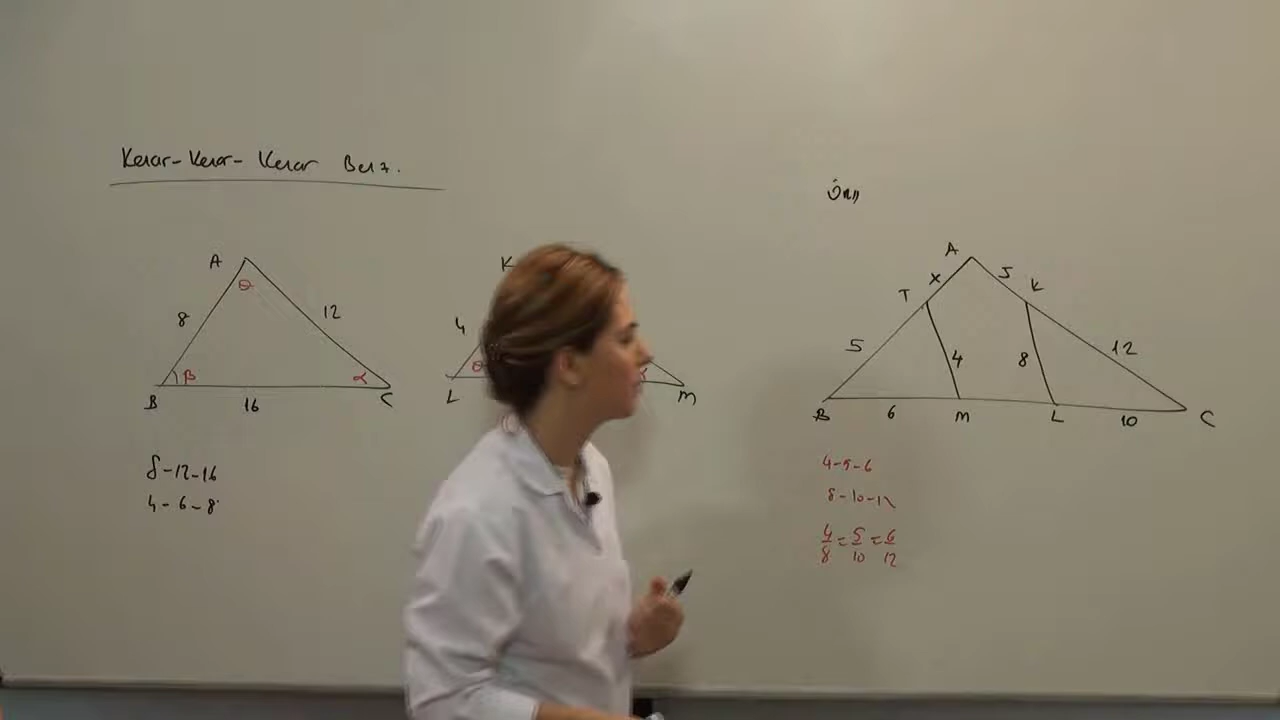 Kenar-Kenar-Kenar Benz.
A
θ
8
12
β
α
B
16
C
8-12-16
4-6-8
K
4
θ
L
M
Örn
A
x
5
T
K
5
4
8
12
B
6
M
L
10
C
4-5-6
8-10-12
4/8 = 5/10 = 6/12